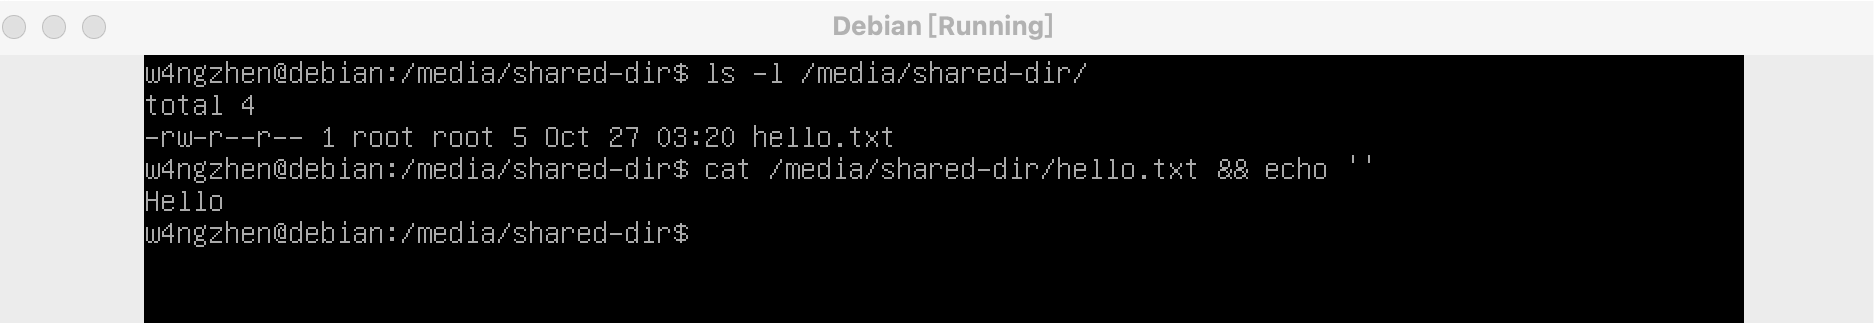 Debian [Running]
w4ngzhen@debian:/media/shared-dir$ ls -l /media/shared-dir/
total 4
-rw-r--r-- 1 root root 5 Oct 27 03:20 hello.txt
w4ngzhen@debian:/media/shared-dir$ cat /media/shared-dir/hello.txt && echo ''
Hello
w4ngzhen@debian:/media/shared-dir$